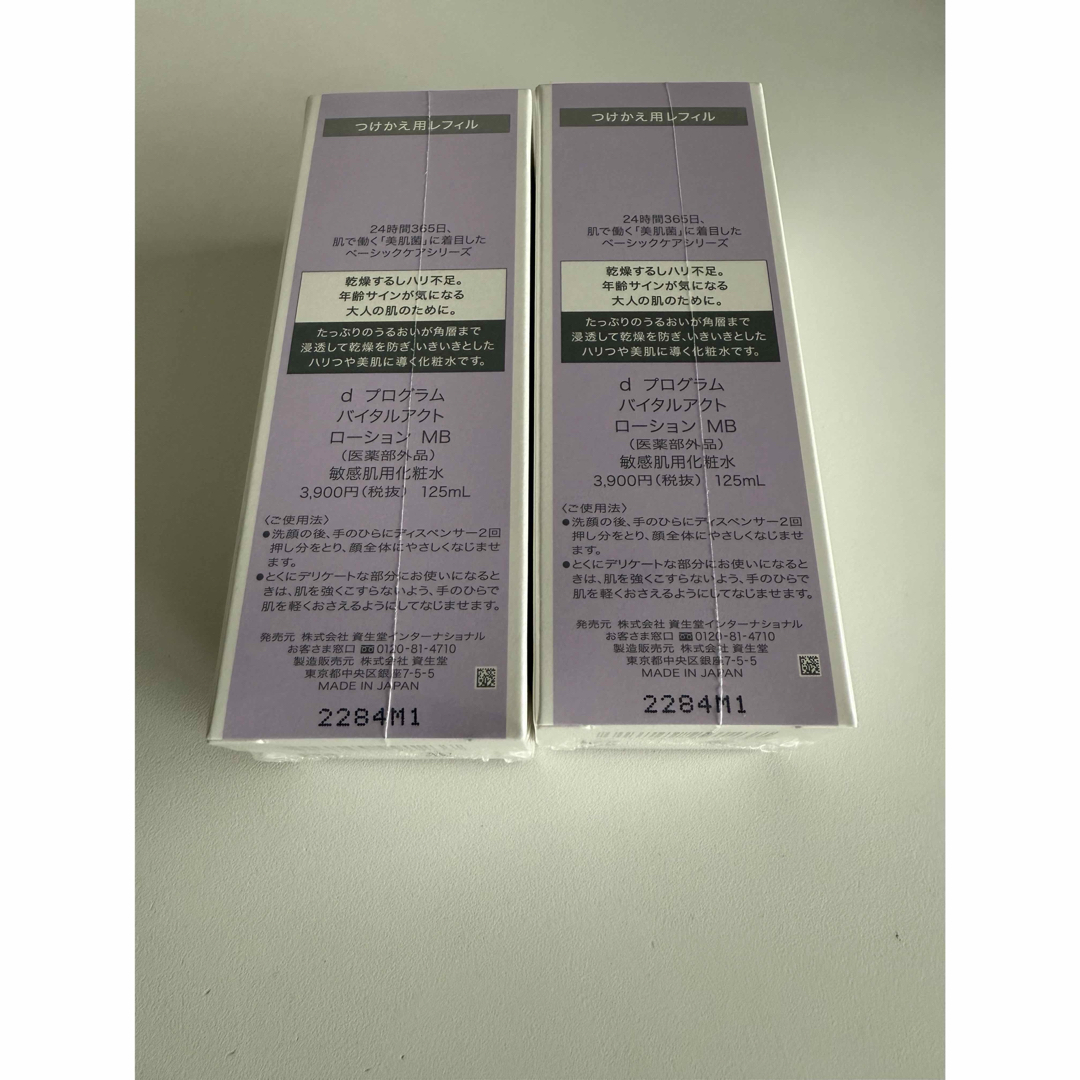 つけかえ用レフィル
24時間365日、
肌で働く「美肌菌」に着目した
ベーシックケアシリーズ
乾燥するしハリ不足。
年齢サインが気になる
大人の肌のために。
たっぷりのうるおいが角層まで
浸透して乾燥を防ぎ、いきいきとした
ハリつや美肌に導く化粧水です。
d プログラム
バイタルアクト
ローション MB
(医薬部外品)
敏感肌用化粧水
3,900円(税抜) 125mL
〈ご使用法〉
●洗顔の後、手のひらにディスペンサー2回
押し分をとり、顔全体にやさしくなじませ
ます。
●とくにデリケートな部分にお使いになると
きは、肌を強くこすらないよう、手のひらで
肌を軽くおさえるようにしてなじませます。
発売元 株式会社 資生堂インターナショナル
お客さま窓口 0120-81-4710
製造販売元 株式会社 資生堂
東京都中央区銀座7-5-5
MADE IN JAPAN
2284M1
つけかえ用レフィル
24時間365日、
肌で働く「美肌菌」に着目した
ベーシックケアシリーズ
乾燥するしハリ不足。
年齢サインが気になる
大人の肌のために。
たっぷりのうるおいが角層まで
浸透して乾燥を防ぎ、いきいきとした
ハリつや美肌に導く化粧水です。
d プログラム
バイタルアクト
ローション MB
(医薬部外品)
敏感肌用化粧水
3,900円(税抜) 125mL
〈ご使用法〉
●洗顔の後、手のひらにディスペンサー2回
押し分をとり、顔全体にやさしくなじませ
ます。
●とくにデリケートな部分にお使いになると
きは、肌を強くこすらないよう、手のひらで
肌を軽くおさえるようにしてなじませます。
発売元 株式会社 資生堂インターナショナル
お客さま窓口 0120-81-4710
製造販売元 株式会社 資生堂
東京都中央区銀座7-5-5
MADE IN JAPAN
2284M1